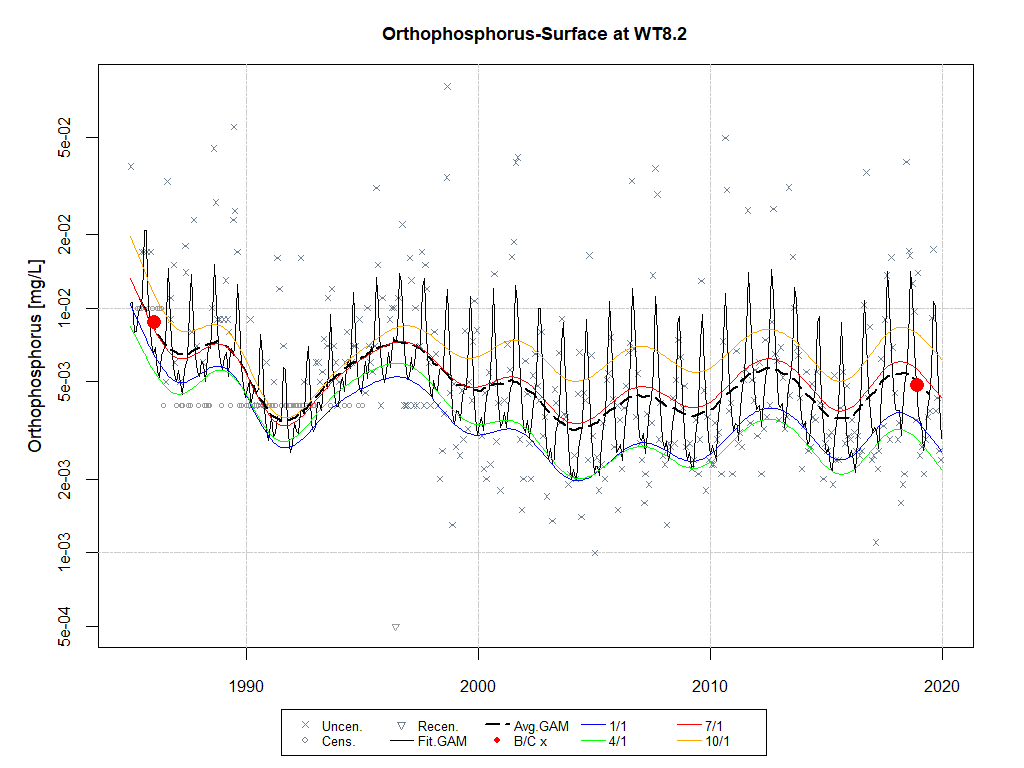 Orthophosphorus-Surface at WT8.2
Orthophosphorus [mg/L]
5e-02
2e-02
1e-02
5e-03
2e-03
1e-03
5e-04
1990 2000 2010 2020
Uncen. Recen. Avg.GAM 1/1 7/1
Cens. Fit.GAM B/C x 4/1 10/1